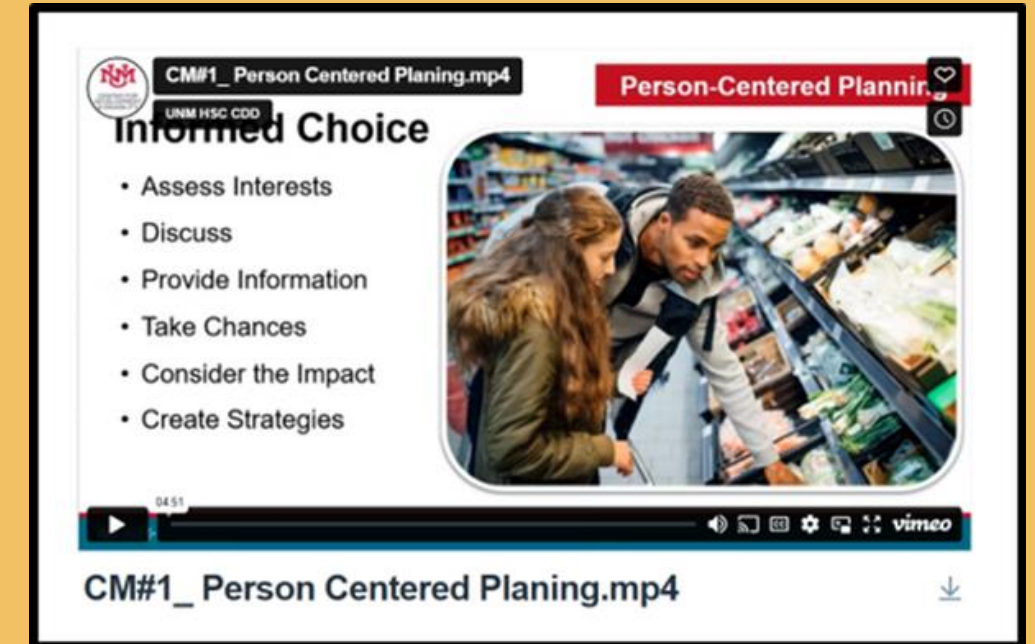 CM#1_ Person Centered Planing.mp4
UNM HSC CDD
Person-Centered Planning
Informed Choice
• Assess Interests
• Discuss
• Provide Information
• Take Chances
• Consider the Impact
• Create Strategies
04:51
vimeo
CM#1_ Person Centered Planing.mp4